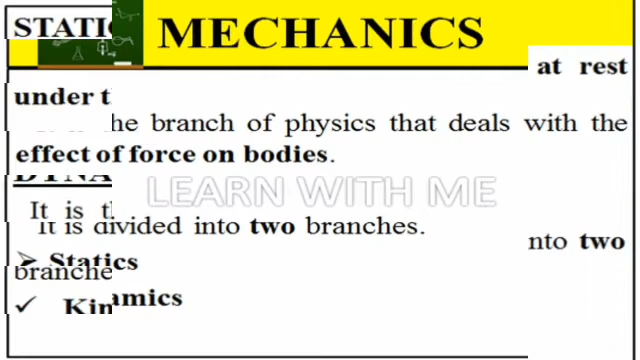 STATIC
MECHANICS
at rest
under t
he branch of physics that deals with the
effect of force on bodies.
LEARN WITH ME
It is t
It is divided into two branches.
nto two
Statics
branche
amics
Kin